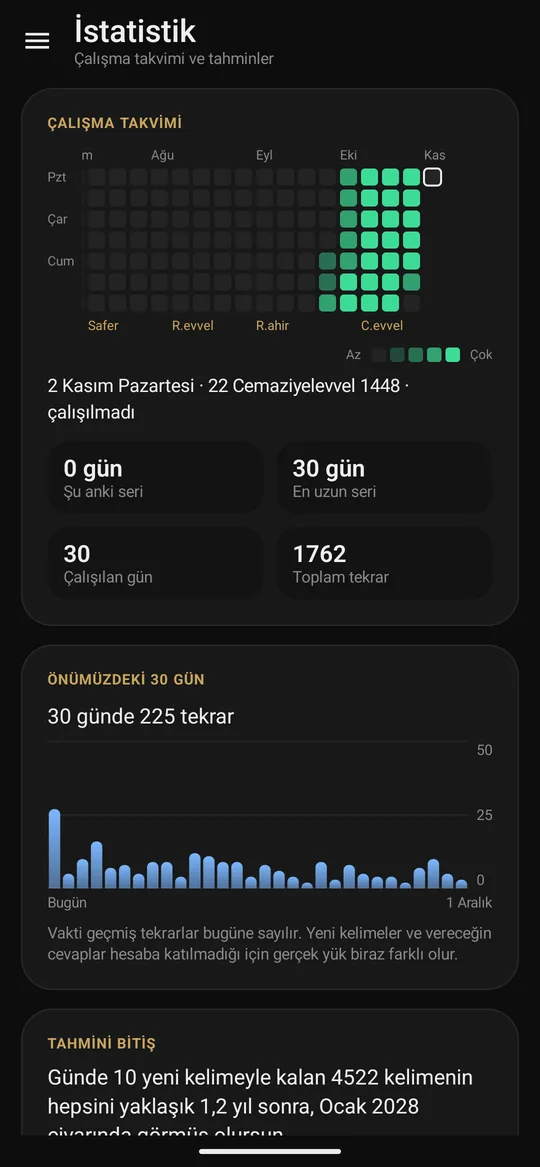 İstatistik
Çalışma takvimi ve tahminler
ÇALIŞMA TAKVİMİ
m Ağu Eyl Eki Kas
Pzt
Çar
Cum
Safer R.evvel R.ahir C.evvel
Az Çok
2 Kasım Pazartesi · 22 Cemaziyelevvel 1448 ·
çalışılmadı
0 gün 30 gün
Şu anki seri En uzun seri
30 1762
Çalışılan gün Toplam tekrar
ÖNÜMÜZDEKİ 30 GÜN
30 günde 225 tekrar
50
25
0
Bugün 1 Aralık
Vakti geçmiş tekrarlar bugüne sayılır. Yeni kelimeler ve vereceğin
cevaplar hesaba katılmadığı için gerçek yük biraz farklı olur.
TAHMİNİ BİTİŞ
Günde 10 yeni kelimeyle kalan 4522 kelimenin
hepsini yaklaşık 1,2 yıl sonra, Ocak 2028
civarında görmüş olursun